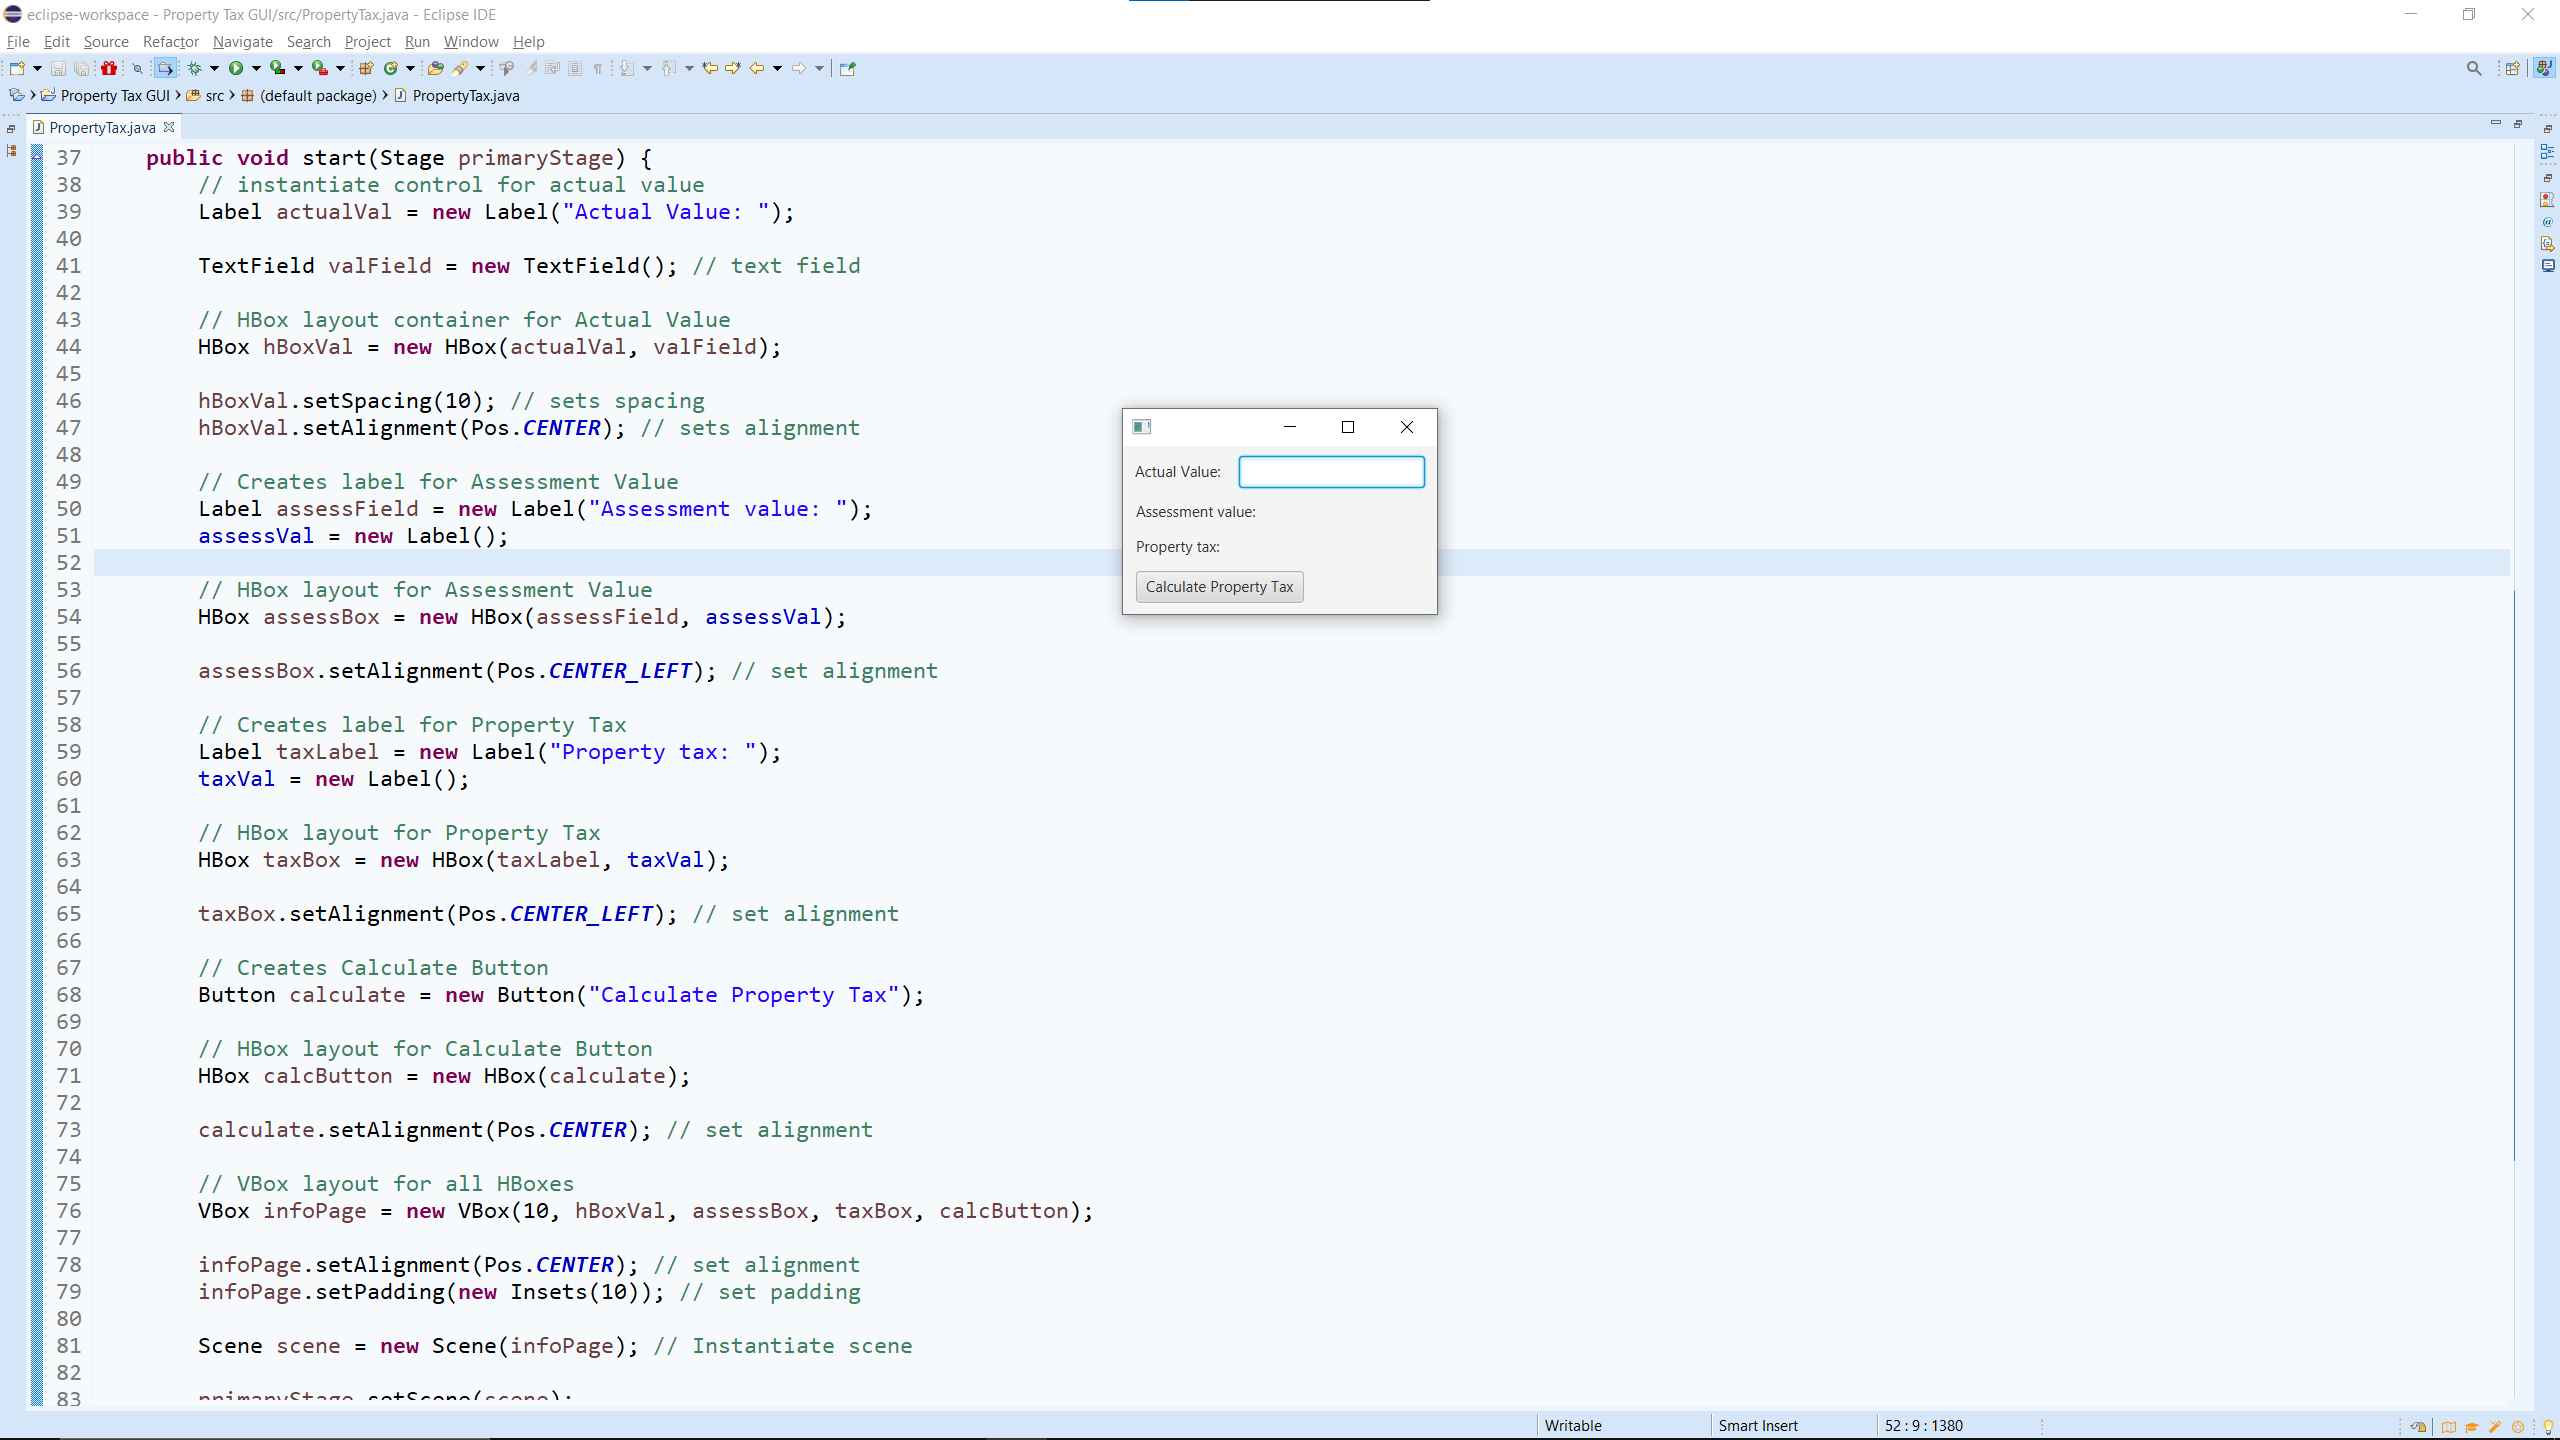 eclipse-workspace - Property Tax GUI/src/PropertyTax.java - Eclipse IDE
File Edit Source Refactor Navigate Search Project Run Window Help
Property Tax GUI src (default package) PropertyTax.java
PropertyTax.java
37 public void start(Stage primaryStage) {
38 // instantiate control for actual value
39 Label actualVal = new Label("Actual Value: ");
40
41 TextField valField = new TextField(); // text field
42
43 // HBox layout container for Actual Value
44 HBox hBoxVal = new HBox(actualVal, valField);
45
46 hBoxVal.setSpacing(10); // sets spacing
47 hBoxVal.setAlignment(Pos.CENTER); // sets alignment
48
49 // Creates label for Assessment Value
50 Label assessField = new Label("Assessment value: ");
51 assessVal = new Label();
52
53 // HBox layout for Assessment Value
54 HBox assessBox = new HBox(assessField, assessVal);
55
56 assessBox.setAlignment(Pos.CENTER_LEFT); // set alignment
57
58 // Creates label for Property Tax
59 Label taxLabel = new Label("Property tax: ");
60 taxVal = new Label();
61
62 // HBox layout for Property Tax
63 HBox taxBox = new HBox(taxLabel, taxVal);
64
65 taxBox.setAlignment(Pos.CENTER_LEFT); // set alignment
66
67 // Creates Calculate Button
68 Button calculate = new Button("Calculate Property Tax");
69
70 // HBox layout for Calculate Button
71 HBox calcButton = new HBox(calculate);
72
73 calculate.setAlignment(Pos.CENTER); // set alignment
74
75 // VBox layout for all HBoxes
76 VBox infoPage = new VBox(10, hBoxVal, assessBox, taxBox, calcButton);
77
78 infoPage.setAlignment(Pos.CENTER); // set alignment
79 infoPage.setPadding(new Insets(10)); // set padding
80
81 Scene scene = new Scene(infoPage); // Instantiate scene
82
83 primaryStage.setScene(scene);
Actual Value:
Assessment value:
Property tax:
Calculate Property Tax
Writable Smart Insert 52 : 9 : 1380